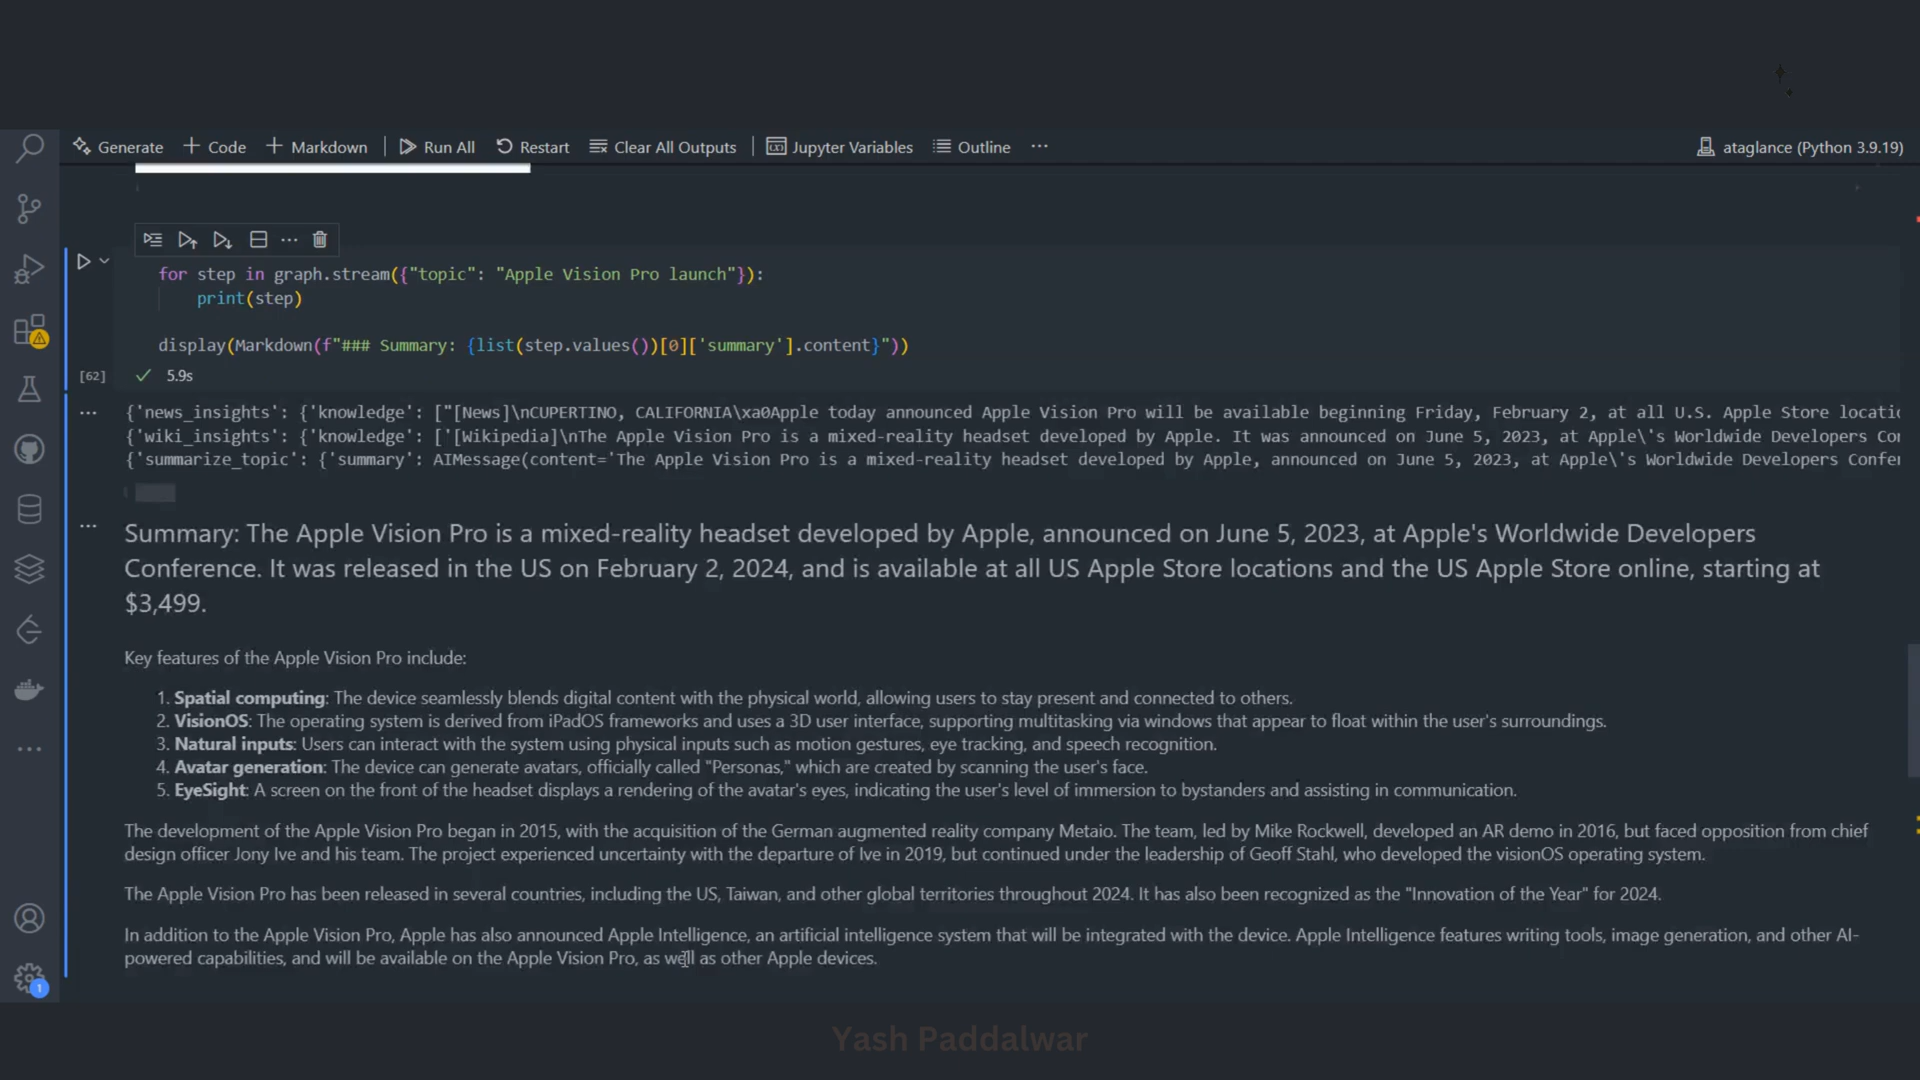 Generate + Code + Markdown Run All Restart Clear All Outputs Jupyter Variables Outline ··· ataglance (Python 3.9.19)
for step in graph.stream({"topic": "Apple Vision Pro launch"}):
print(step)
display(Markdown(f"### Summary: {list(step.values())[0]['summary'].content}"))
[62] ✓ 5.9s
{'news_insights': {'knowledge': ["[News]\nCUPERTINO, CALIFORNIA\xa0Apple today announced Apple Vision Pro will be available beginning Friday, February 2, at all U.S. Apple Store locatic
{'wiki_insights': {'knowledge': ['[Wikipedia]\nThe Apple Vision Pro is a mixed-reality headset developed by Apple. It was announced on June 5, 2023, at Apple\'s Worldwide Developers Cor
{'summarize_topic': {'summary': AIMessage(content='The Apple Vision Pro is a mixed-reality headset developed by Apple, announced on June 5, 2023, at Apple\'s Worldwide Developers Confer
Summary: The Apple Vision Pro is a mixed-reality headset developed by Apple, announced on June 5, 2023, at Apple's Worldwide Developers
Conference. It was released in the US on February 2, 2024, and is available at all US Apple Store locations and the US Apple Store online, starting at
$3,499.
Key features of the Apple Vision Pro include:
1. Spatial computing: The device seamlessly blends digital content with the physical world, allowing users to stay present and connected to others.
2. VisionOS: The operating system is derived from iPadOS frameworks and uses a 3D user interface, supporting multitasking via windows that appear to float within the user's surroundings.
3. Natural inputs: Users can interact with the system using physical inputs such as motion gestures, eye tracking, and speech recognition.
4. Avatar generation: The device can generate avatars, officially called "Personas," which are created by scanning the user's face.
5. EyeSight: A screen on the front of the headset displays a rendering of the avatar's eyes, indicating the user's level of immersion to bystanders and assisting in communication.
The development of the Apple Vision Pro began in 2015, with the acquisition of the German augmented reality company Metaio. The team, led by Mike Rockwell, developed an AR demo in 2016, but faced opposition from chief
design officer Jony Ive and his team. The project experienced uncertainty with the departure of Ive in 2019, but continued under the leadership of Geoff Stahl, who developed the visionOS operating system.
The Apple Vision Pro has been released in several countries, including the US, Taiwan, and other global territories throughout 2024. It has also been recognized as the "Innovation of the Year" for 2024.
In addition to the Apple Vision Pro, Apple has also announced Apple Intelligence, an artificial intelligence system that will be integrated with the device. Apple Intelligence features writing tools, image generation, and other AI-
powered capabilities, and will be available on the Apple Vision Pro, as well as other Apple devices.
1
Yash Paddalwar